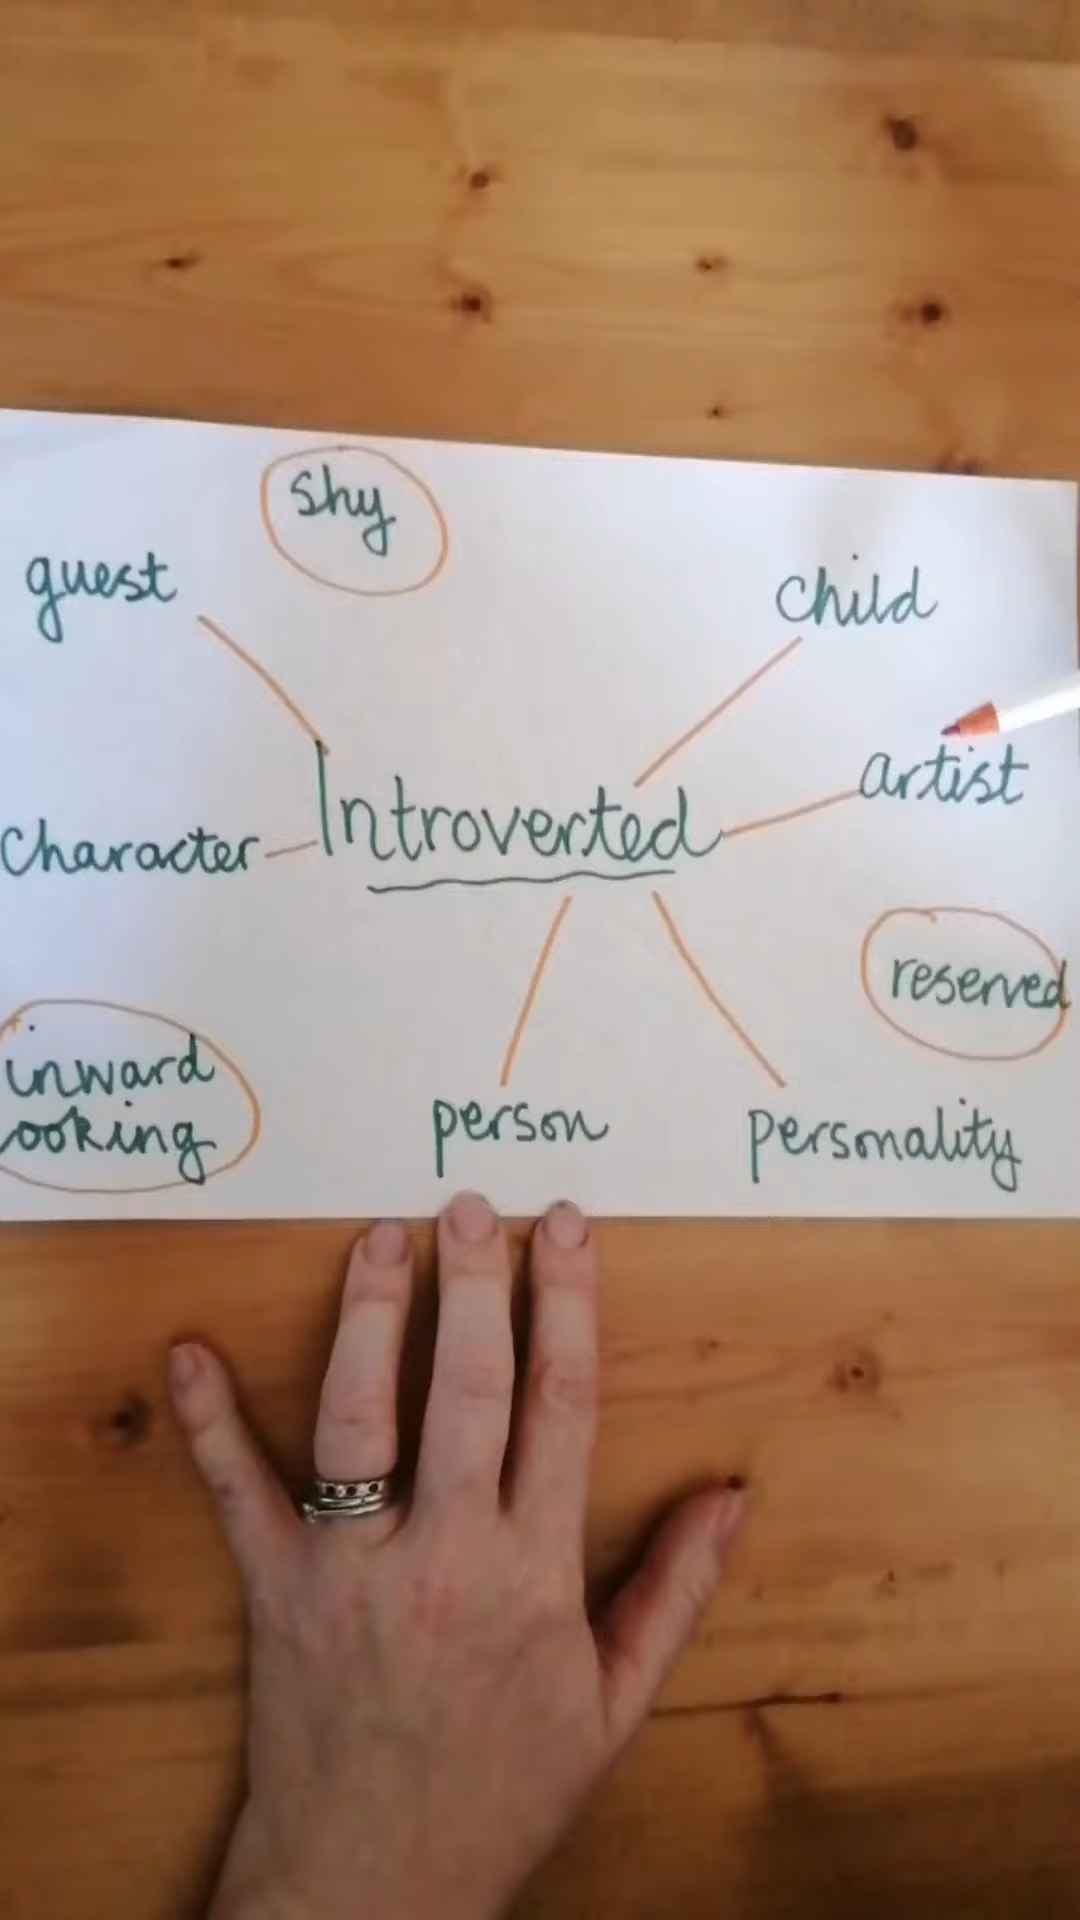 shy
guest
child
artist
Introverted
Character
reserved
inward
ooking
person
personality